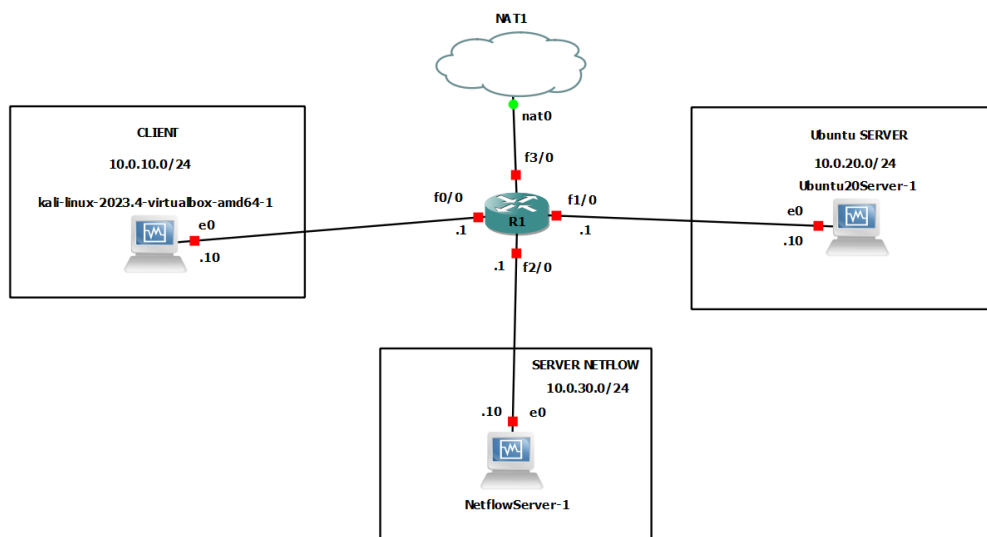 NAT1
nat0
CLIENT
10.0.10.0/24
kali-linux-2023.4-virtualbox-amd64-1
e0
.10
f3/0
f0/0
.1
R1
f1/0
.1
.1
f2/0
Ubuntu SERVER
10.0.20.0/24
Ubuntu20Server-1
e0
.10
SERVER NETFLOW
10.0.30.0/24
.10
e0
NetflowServer-1